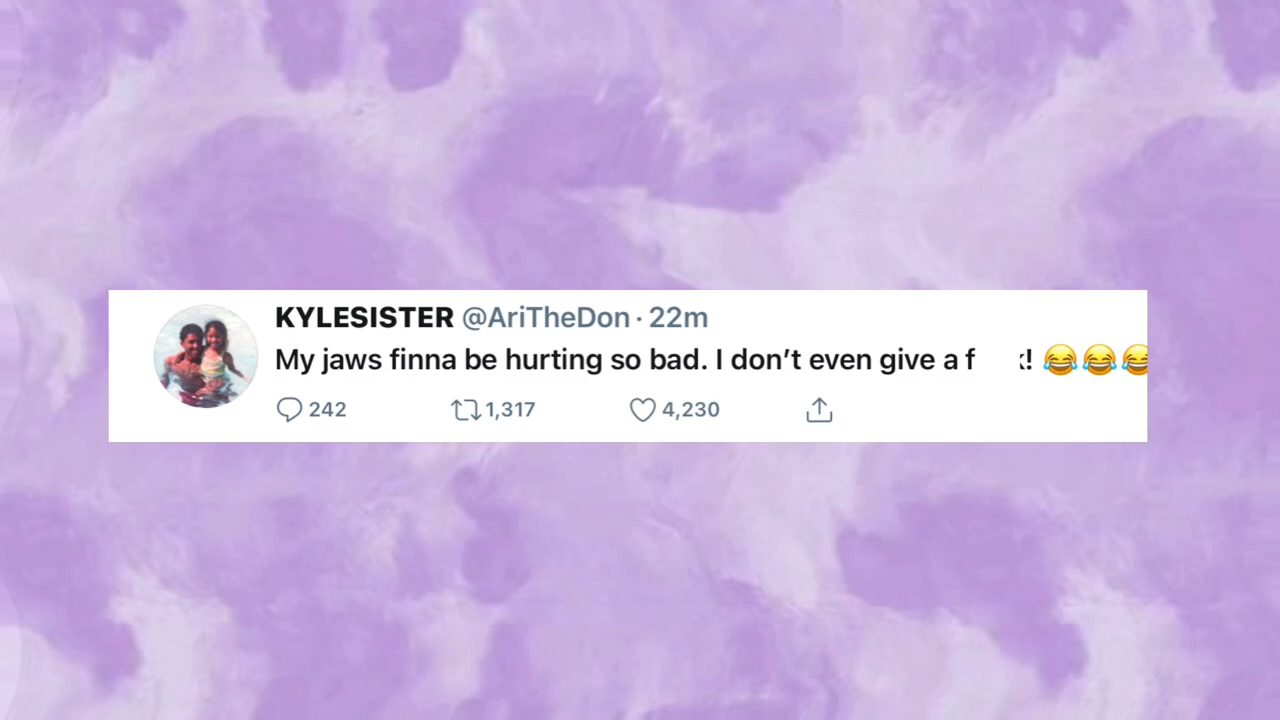 KYLESISTER @AriTheDon · 22m
My jaws finna be hurting so bad. I don’t even give a f k! 😂😂😂
242 1,317 4,230